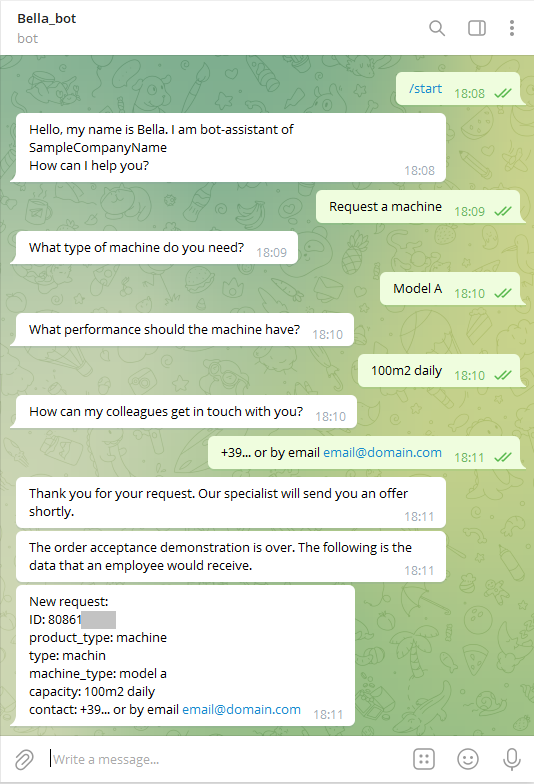 Bella_bot
bot
/start 18:08
Hello, my name is Bella. I am bot-assistant of
SampleCompanyName
How can I help you? 18:08
Request a machine 18:09
What type of machine do you need? 18:09
Model A 18:10
What performance should the machine have? 18:10
100m2 daily 18:10
How can my colleagues get in touch with you? 18:10
+39... or by email email@domain.com 18:11
Thank you for your request. Our specialist will send you an offer
shortly. 18:11
The order acceptance demonstration is over. The following is the
data that an employee would receive. 18:11
New request:
ID: 80861
product_type: machine
type: machin
machine_type: model a
capacity: 100m2 daily
contact: +39... or by email email@domain.com 18:11
Write a message...